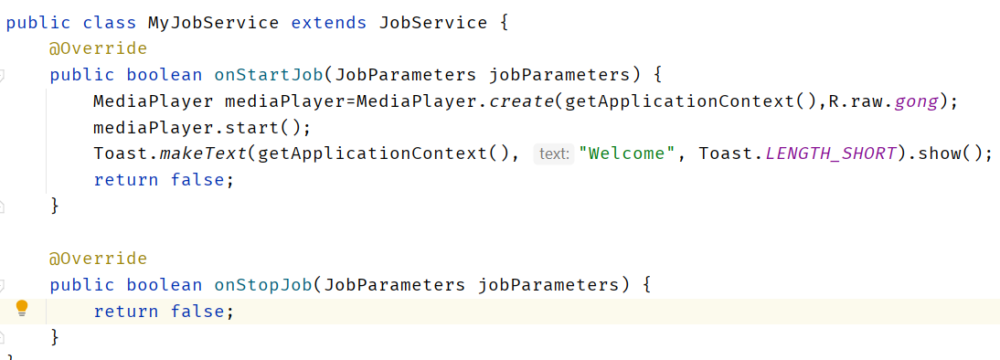 public class MyJobService extends JobService {
@Override
public boolean onStartJob(JobParameters jobParameters) {
MediaPlayer mediaPlayer=MediaPlayer.create(getApplicationContext(),R.raw.gong);
mediaPlayer.start();
Toast.makeText(getApplicationContext(), text: "Welcome", Toast.LENGTH_SHORT).show();
return false;
}
@Override
public boolean onStopJob(JobParameters jobParameters) {
return false;
}
}